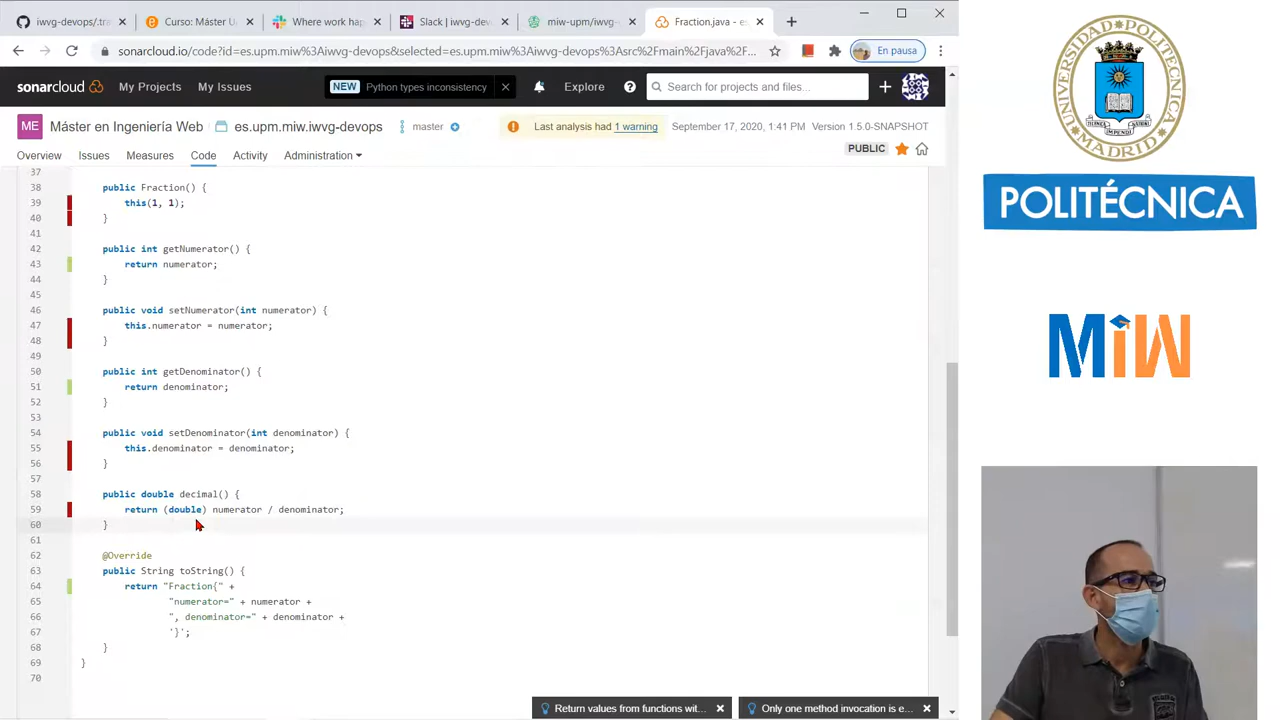 iwvg-devops/.tra
Curso: Máster U
Where work hap
Slack | iwvg-dev
miw-upm/iwvg-
Fraction.java - es
sonarcloud.io/code?id=es.upm.miw%3Aiwvg-devops&selected=es.upm.miw%3Aiwvg-devops%3Asrc%2Fmain%2Fjava%2F...
En pausa
sonarcloud
My Projects
My Issues
NEW
Python types inconsistency
Explore
Search for projects and files...
ME
Máster en Ingeniería Web
es.upm.miw.iwvg-devops
master
Last analysis had 1 warning
September 17, 2020, 1:41 PM
Version 1.5.0-SNAPSHOT
Overview
Issues
Measures
Code
Activity
Administration
PUBLIC
37
38 public Fraction() {
39 this(1, 1);
40 }
41
42 public int getNumerator() {
43 return numerator;
44 }
45
46 public void setNumerator(int numerator) {
47 this.numerator = numerator;
48 }
49
50 public int getDenominator() {
51 return denominator;
52 }
53
54 public void setDenominator(int denominator) {
55 this.denominator = denominator;
56 }
57
58 public double decimal() {
59 return (double) numerator / denominator;
60 }
61
62 @Override
63 public String toString() {
64 return "Fraction{" +
65 "numerator=" + numerator +
66 ", denominator=" + denominator +
67 '}';
68 }
69 }
70
Return values from functions wit...
Only one method invocation is e...
UNIVERSIDAD POLITÉCNICA
MADRID
POLITÉCNICA
MiW